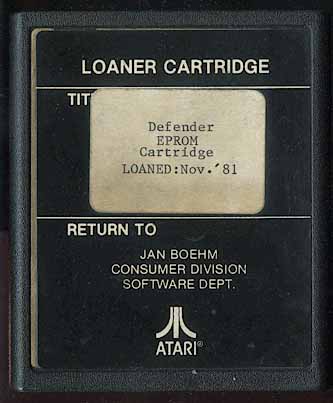 LOANER CARTRIDGE
TIT
Defender
EPROM
Cartridge
LOANED:Nov.'81
RETURN TO
JAN BOEHM
CONSUMER DIVISION
SOFTWARE DEPT.
ATARI®